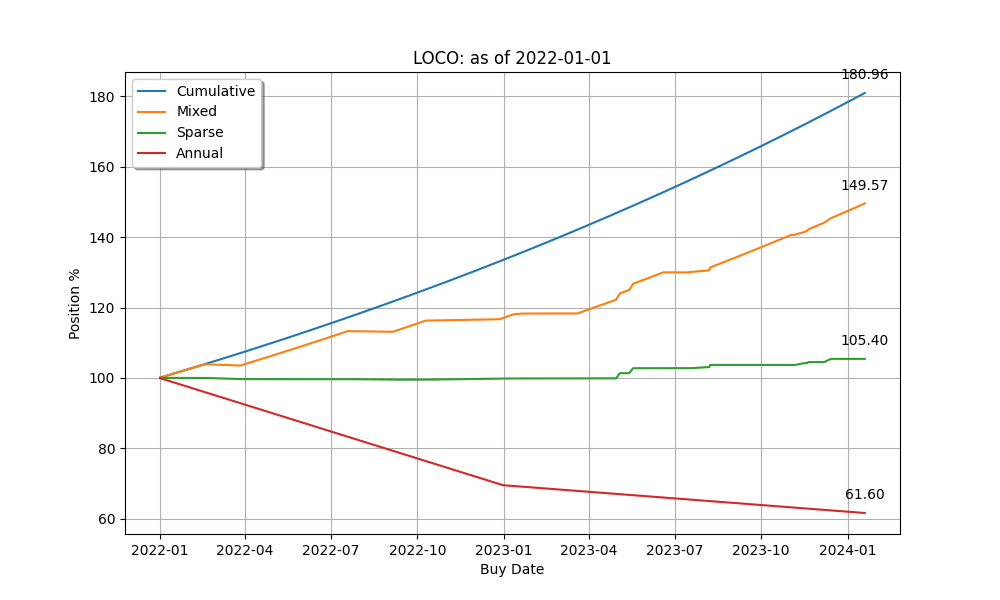 LOCO: as of 2022-01-01
180.96
180
Cumulative
Mixed
Sparse
Annual
160
149.57
140
Position %
120
105.40
100
80
61.60
60
2022-01 2022-04 2022-07 2022-10 2023-01 2023-04 2023-07 2023-10 2024-01
Buy Date